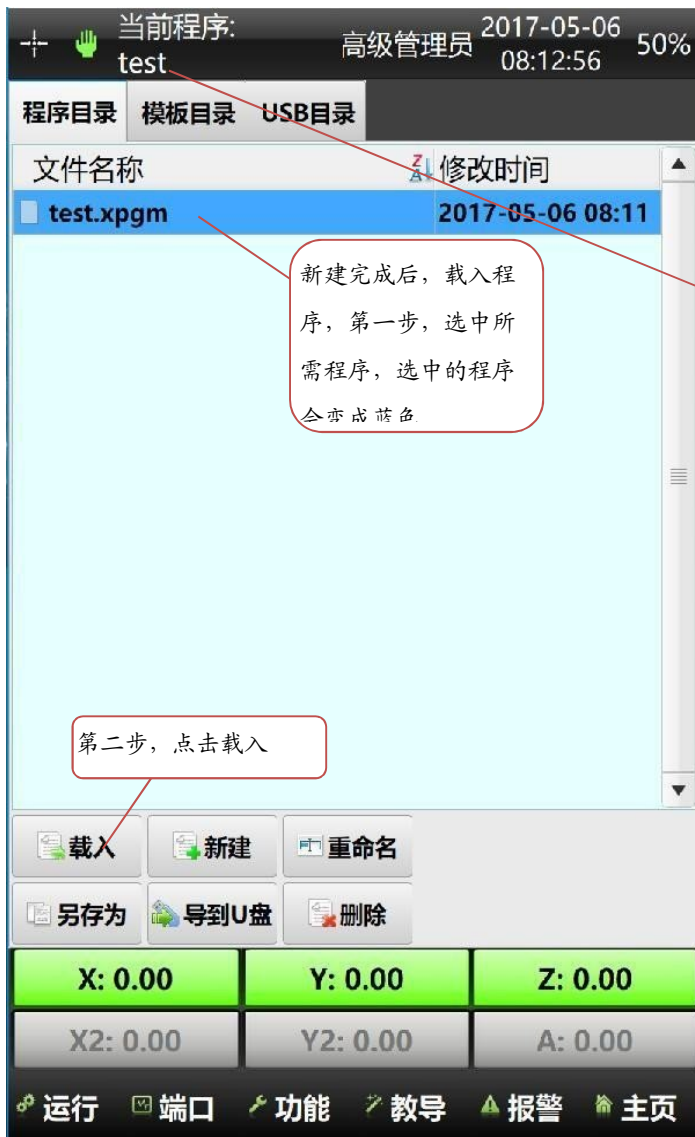 当前程序:
test
高级管理员
2017-05-06
08:12:56
50%
程序目录 模板目录 USB目录
文件名称 修改时间
test.xpgm 2017-05-06 08:11
新建完成后，载入程
序，第一步，选中所
需程序，选中的程序
会变成蓝色
第二步，点击载入
载入 新建 重命名
另存为 导到U盘 删除
X: 0.00 Y: 0.00 Z: 0.00
X2: 0.00 Y2: 0.00 A: 0.00
运行 端口 功能 教导 报警 主页